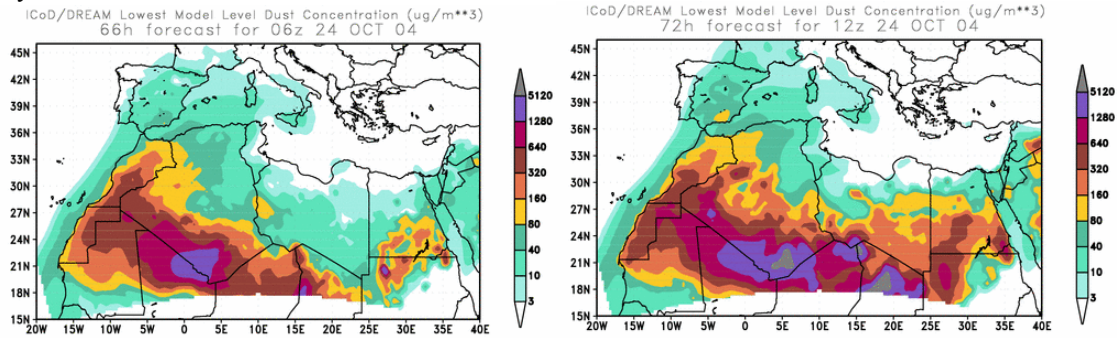 ICoD/DREAM Lowest Model Level Dust Concentration (ug/m**3)
66h forecast for 06z 24 OCT 04
45N
42N
39N
36N
33N
30N
27N
24N
21N
18N
15N
20W 15W 10W 5W 0 5E 10E 15E 20E 25E 30E 35E 40E
5120
1280
640
320
160
80
40
10
3
ICoD/DREAM Lowest Model Level Dust Concentration (ug/m**3)
72h forecast for 12z 24 OCT 04
45N
42N
39N
36N
33N
30N
27N
24N
21N
18N
15N
20W 15W 10W 5W 0 5E 10E 15E 20E 25E 30E 35E 40E
5120
1280
640
320
160
80
40
10
3